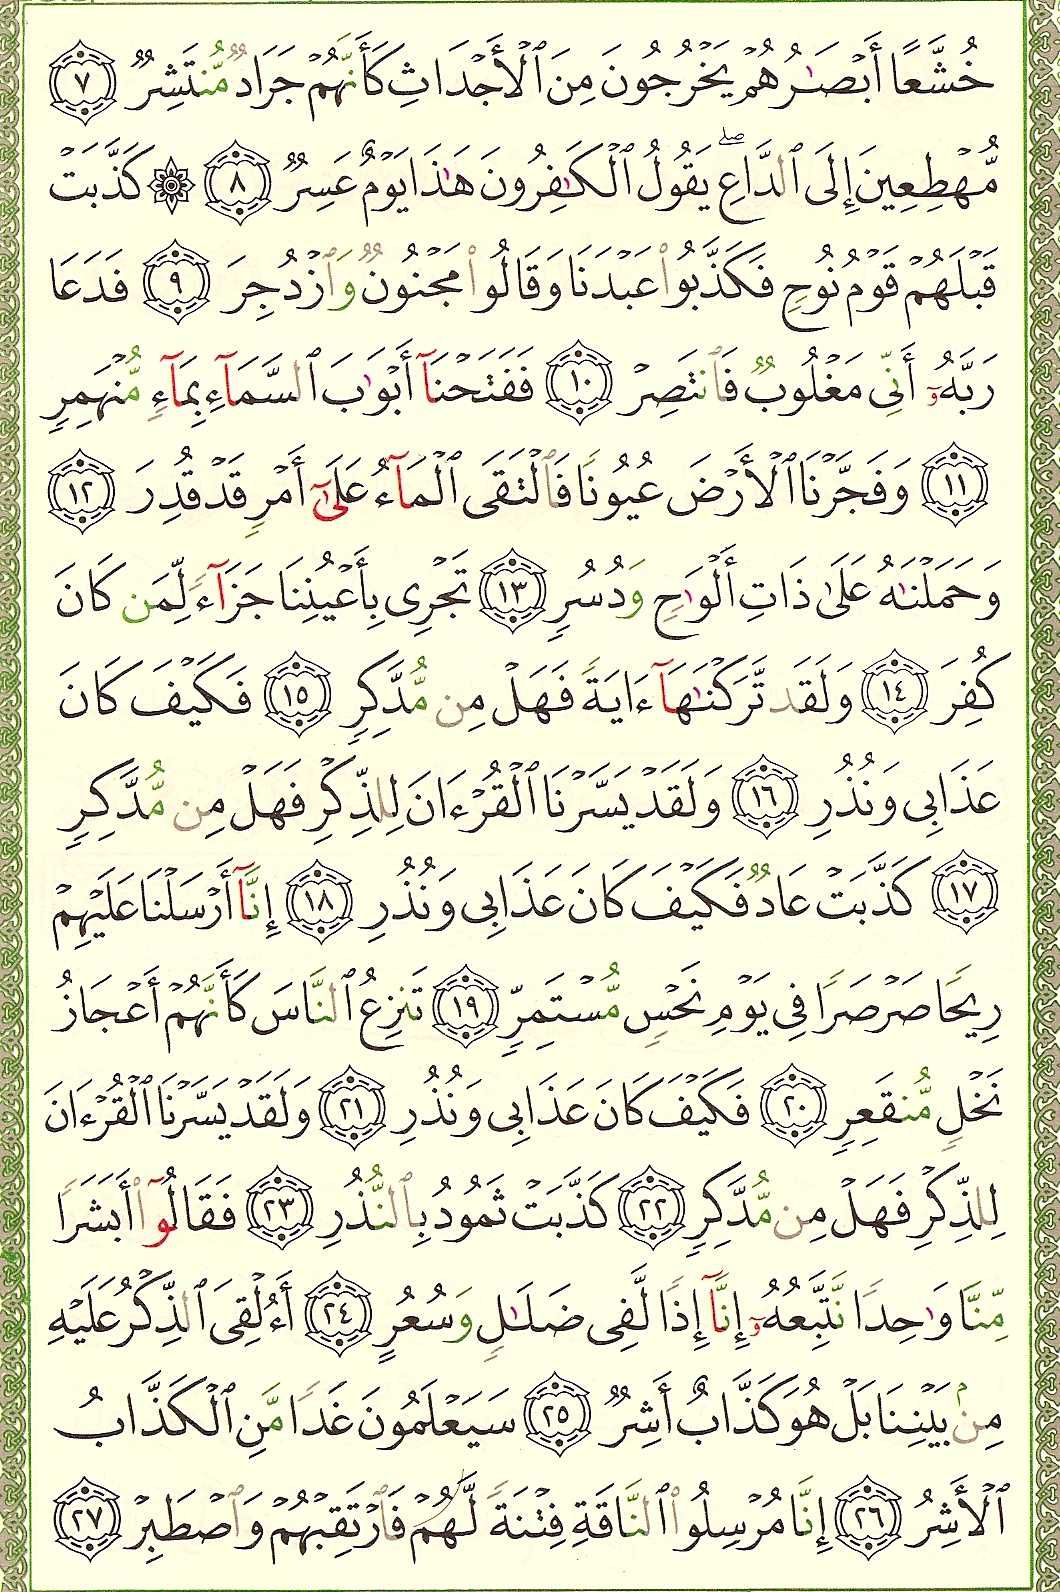 خُشَّعًا أَبْصَٰرُهُمْ يَخْرُجُونَ مِنَ ٱلْأَجْدَاثِ كَأَنَّهُمْ جَرَادٌ مُّنتَشِرٌ ٧
مُّهْطِعِينَ إِلَى ٱلدَّاعِ ۖ يَقُولُ ٱلْكَٰفِرُونَ هَٰذَا يَوْمٌ عَسِرٌ ٨ ۞ كَذَّبَتْ
قَبْلَهُمْ قَوْمُ نُوحٍ فَكَذَّبُوا۟ عَبْدَنَا وَقَالُوا۟ مَجْنُونٌ وَٱزْدُجِرَ ٩ فَدَعَا
رَبَّهُۥٓ أَنِّى مَغْلُوبٌ فَٱنتَصِرْ ١٠ فَفَتَحْنَآ أَبْوَٰبَ ٱلسَّمَآءِ بِمَآءٍ مُّنْهَمِرٍ
١١ وَفَجَّرْنَا ٱلْأَرْضَ عُيُونًا فَٱلْتَقَى ٱلْمَآءُ عَلَىٰٓ أَمْرٍ قَدْ قُدِرَ ١٢
وَحَمَلْنَٰهُ عَلَىٰ ذَاتِ أَلْوَٰحٍ وَدُسُرٍ ١٣ تَجْرِى بِأَعْيُنِنَا جَزَآءً لِّمَن كَانَ
كُفِرَ ١٤ وَلَقَد تَّرَكْنَٰهَآ ءَايَةً فَهَلْ مِن مُّدَّكِرٍ ١٥ فَكَيْفَ كَانَ
عَذَابِى وَنُذُرِ ١٦ وَلَقَدْ يَسَّرْنَا ٱلْقُرْءَانَ لِلذِّكْرِ فَهَلْ مِن مُّدَّكِرٍ
١٧ كَذَّبَتْ عَادٌ فَكَيْفَ كَانَ عَذَابِى وَنُذُرِ ١٨ إِنَّآ أَرْسَلْنَا عَلَيْهِمْ
رِيحًا صَرْصَرًا فِى يَوْمِ نَحْسٍ مُّسْتَمِرٍّ ١٩ تَنزِعُ ٱلنَّاسَ كَأَنَّهُمْ أَعْجَازُ
نَخْلٍ مُّنقَعِرٍ ٢٠ فَكَيْفَ كَانَ عَذَابِى وَنُذُرِ ٢١ وَلَقَدْ يَسَّرْنَا ٱلْقُرْءَانَ
لِلذِّكْرِ فَهَلْ مِن مُّدَّكِرٍ ٢٢ كَذَّبَتْ ثَمُودُ بِٱلنُّذُرِ ٢٣ فَقَالُوٓا۟ أَبَشَرًا
مِّنَّا وَٰحِدًا نَّتَّبِعُهُۥٓ إِنَّآ إِذًا لَّفِى ضَلَٰلٍ وَسُعُرٍ ٢٤ أَءُلْقِىَ ٱلذِّكْرُ عَلَيْهِ
مِنۢ بَيْنِنَا بَلْ هُوَ كَذَّابٌ أَشِرٌ ٢٥ سَيَعْلَمُونَ غَدًا مَّنِ ٱلْكَذَّابُ
ٱلْأَشِرُ ٢٦ إِنَّا مُرْسِلُوا۟ ٱلنَّاقَةِ فِتْنَةً لَّهُمْ فَٱرْتَقِبْهُمْ وَٱصْطَبِرْ ٢٧